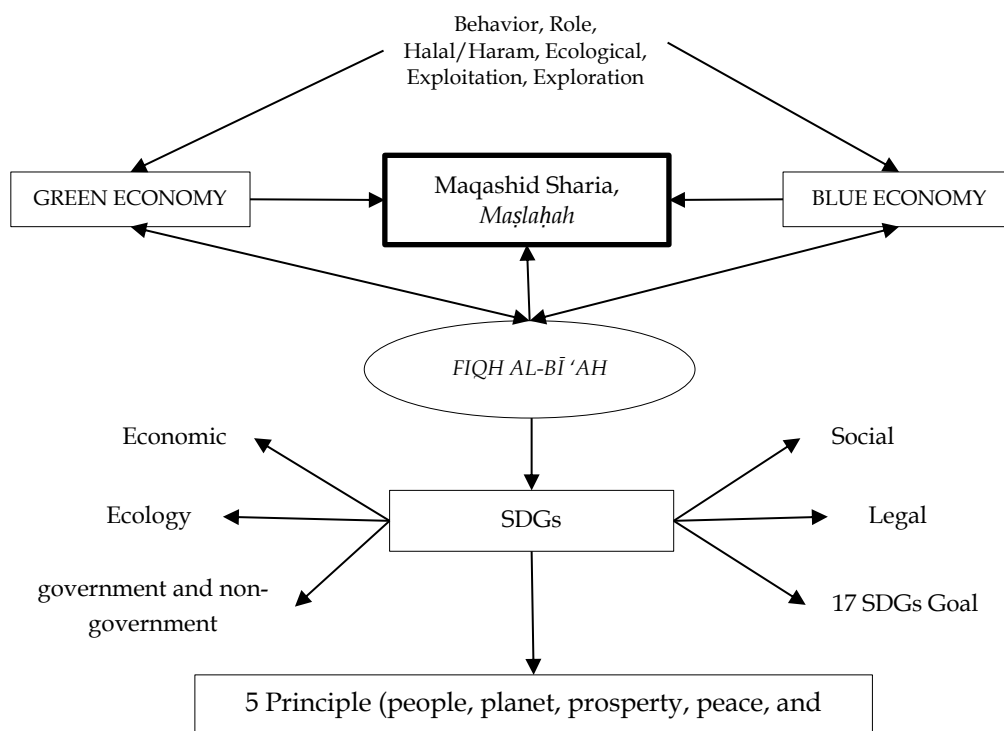 Behavior, Role,
Halal/Haram, Ecological,
Exploitation, Exploration
GREEN ECONOMY
Maqashid Sharia,
Maṣlaḥah
BLUE ECONOMY
FIQH AL-BĪ ‘AH
Economic
Social
Ecology
SDGs
Legal
government and non-
government
17 SDGs Goal
5 Principle (people, planet, prosperity, peace, and